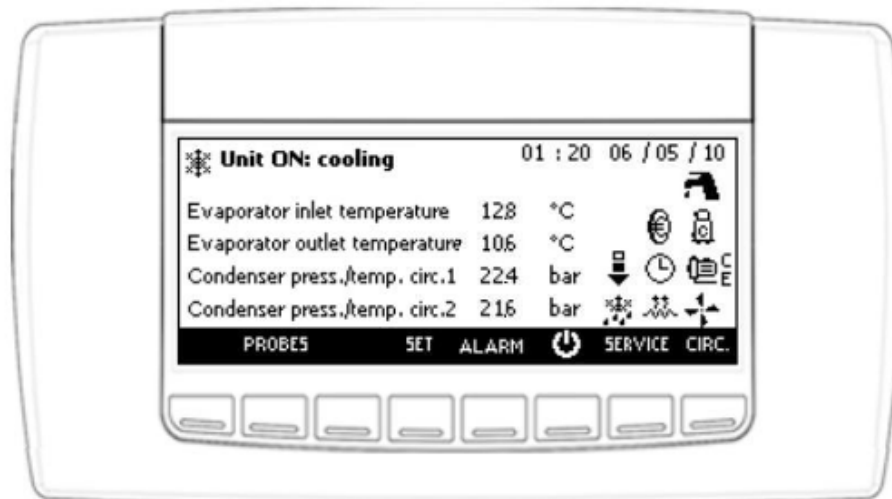 Unit ON: cooling 01 : 20 06 / 05 / 10
Evaporator inlet temperature 12.8 °C
Evaporator outlet temperature 10.6 °C
Condenser press./temp. circ.1 22.4 bar
Condenser press./temp. circ.2 21.6 bar
C
E
PROBES SET ALARM SERVICE CIRC.